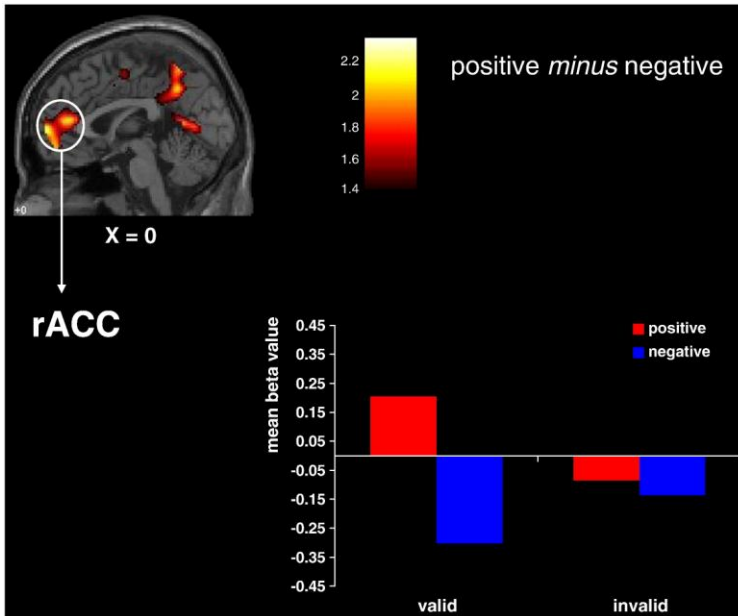 positive minus negative
2.2
2
1.8
1.6
1.4
+0
X = 0
rACC
mean beta value
0.45
0.35
0.25
0.15
0.05
-0.05
-0.15
-0.25
-0.35
-0.45
positive
negative
valid invalid